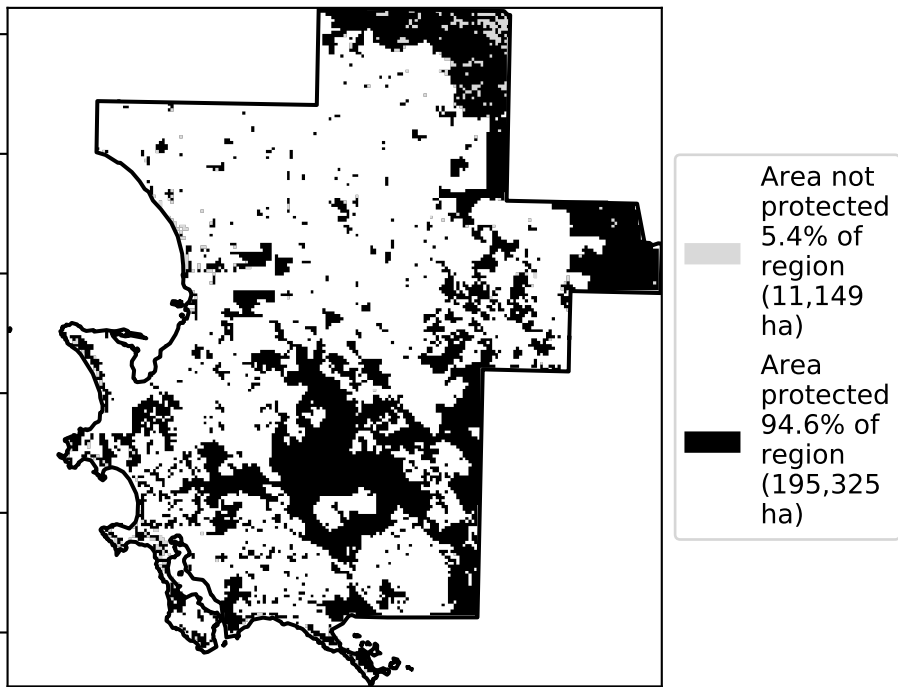 Area not
protected
5.4% of
region
(11,149
ha)
Area
protected
94.6% of
region
(195,325
ha)